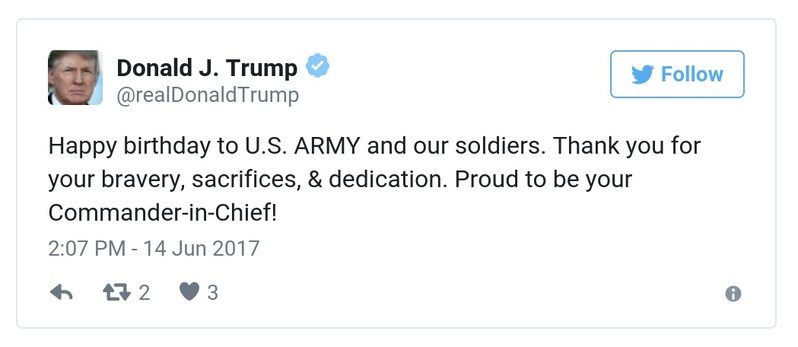 Donald J. Trump
@realDonaldTrump
Follow
Happy birthday to U.S. ARMY and our soldiers. Thank you for
your bravery, sacrifices, & dedication. Proud to be your
Commander-in-Chief!
2:07 PM - 14 Jun 2017
2 3